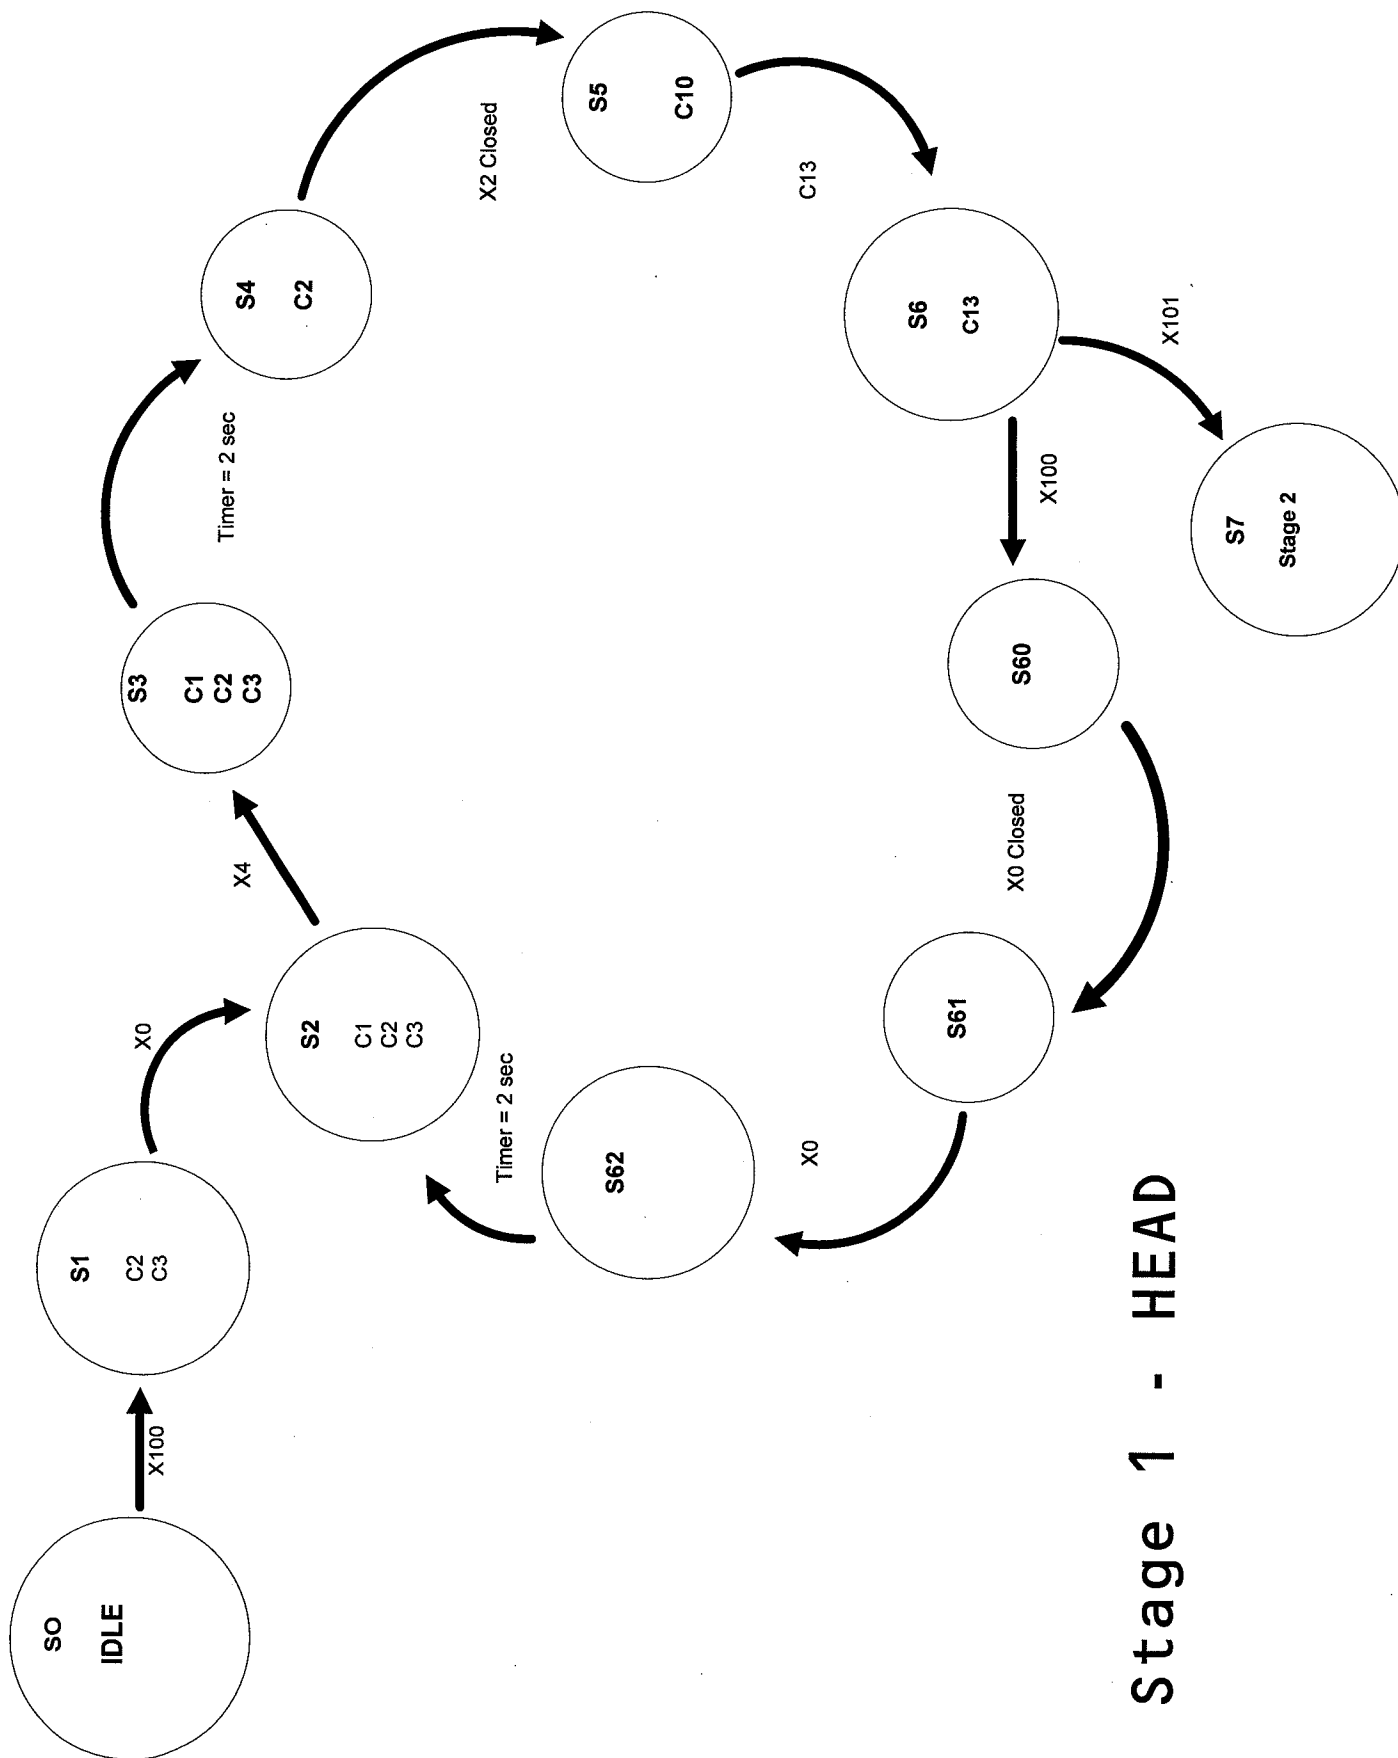 SO
IDLE
X100
S1
C2
C3
X0
S2
C1
C2
C3
X4
S3
C1
C2
C3
Timer = 2 sec
S4
C2
X2 Closed
S5
C10
C13
S6
C13
X101
S7
Stage 2
X100
S60
X0 Closed
S61
X0
S62
Timer = 2 sec
Stage 1 - HEAD